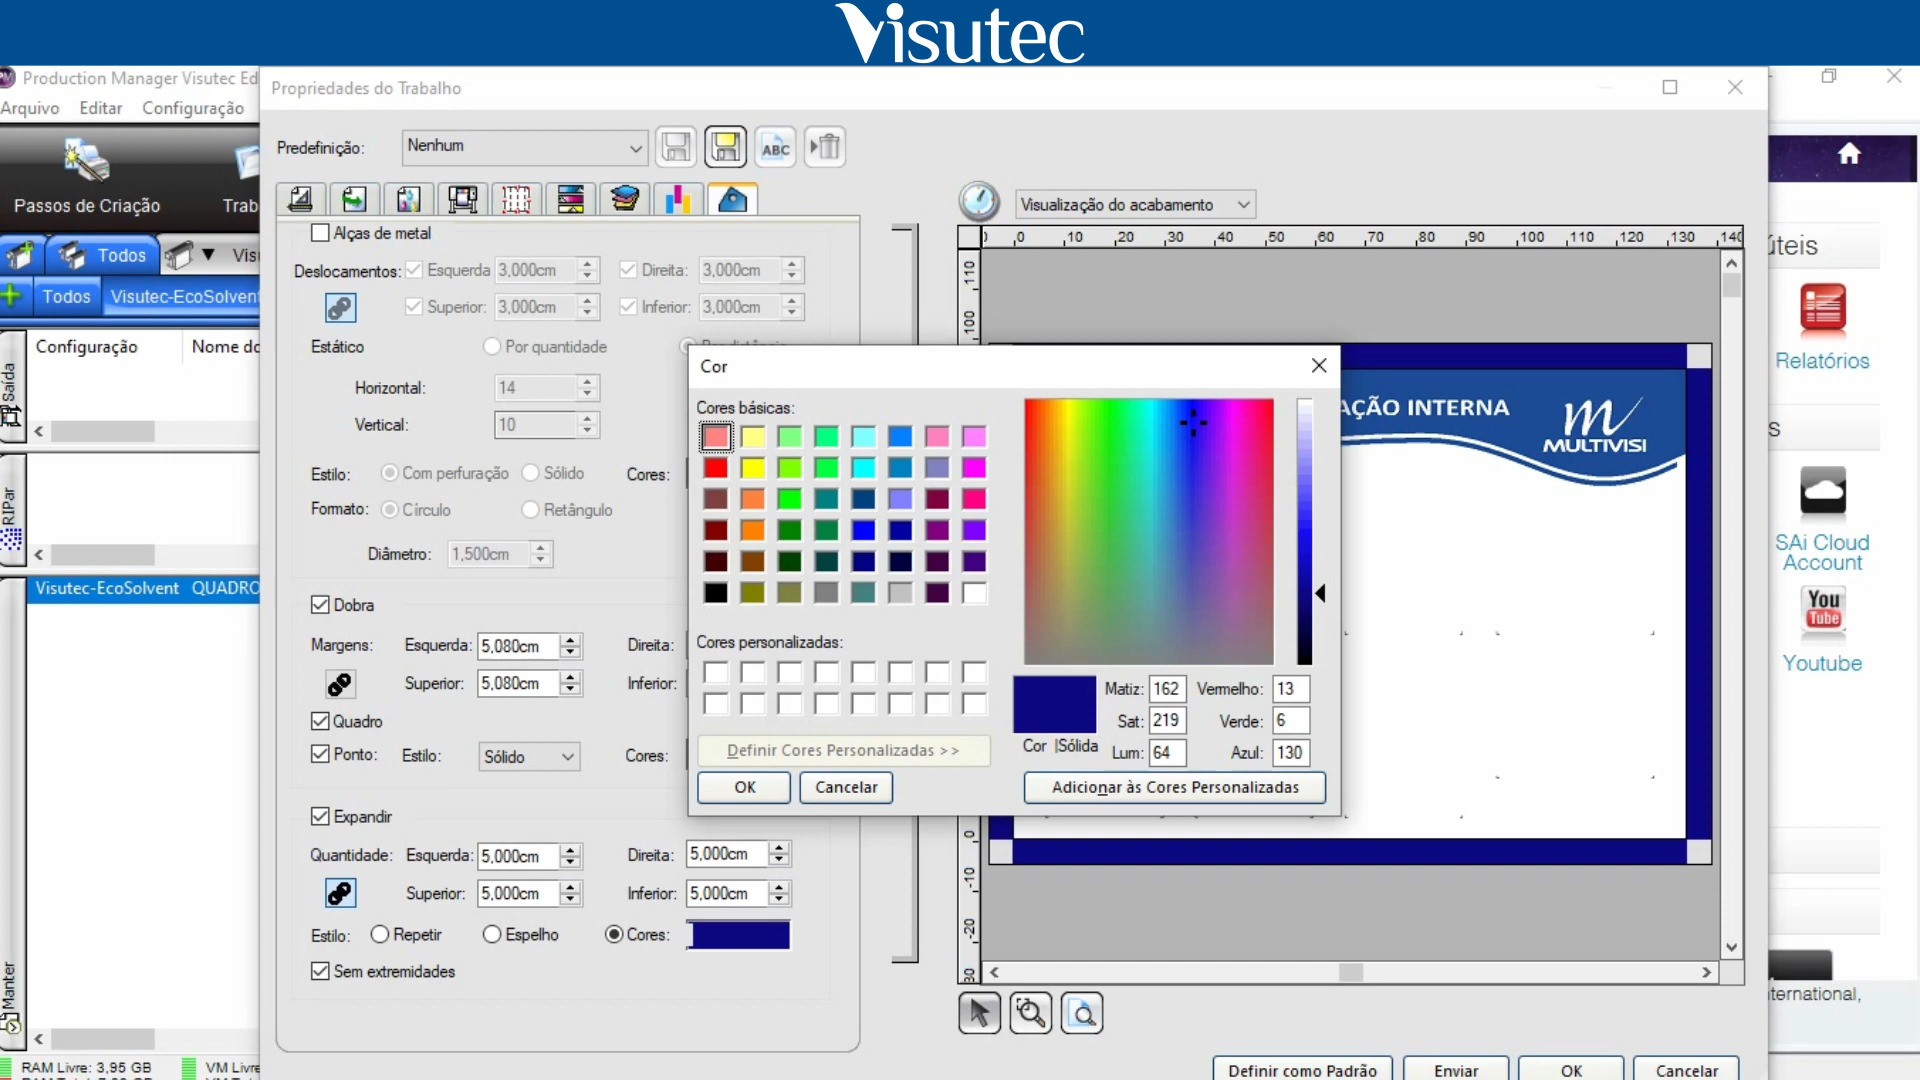 Visutec
Production Manager Visutec Ed
Propriedades do Trabalho
Arquivo Editar Configuração
Predefinição: Nenhum
ABC
Passos de Criação Trab
Visualização do acabamento
Alças de metal
0 10 20 30 40 50 60 70 80 90 100 110 120 130 140
Todos Vis
úteis
Deslocamentos: Esquerda 3,000cm Direita: 3,000cm
110
Todos Visutec-EcoSolvent
Superior: 3,000cm Inferior: 3,000cm
100
Configuração Nome do
Estático Por quantidade
Relatórios
Cor
Saída
Horizontal: 14
Cores básicas:
AÇÃO INTERNA
Vertical: 10
MULTIVISI
s
Estilo: Com perfuração Sólido Cores:
Formato: Círculo Retângulo
RIPar
SAi Cloud
Account
Diâmetro: 1,500cm
Visutec-EcoSolvent QUADRO
Dobra
You
Tube
Margens: Esquerda: 5,080cm Direita:
Cores personalizadas:
Youtube
Superior: 5,080cm Inferior:
Matiz: 162 Vermelho: 13
Quadro
Sat: 219 Verde: 6
Ponto: Estilo: Sólido Cores:
Definir Cores Personalizadas >>
Cor |Sólida
Lum: 64 Azul: 130
OK Cancelar Adicionar às Cores Personalizadas
Expandir
0
Quantidade: Esquerda: 5,000cm Direita: 5,000cm
-10
Superior: 5,000cm Inferior: 5,000cm
-20
Estilo: Repetir Espelho Cores:
Sem extremidades
30
Manter
ternational,
RAM Livre: 3,95 GB VM Livre
Definir como Padrão Enviar OK Cancelar